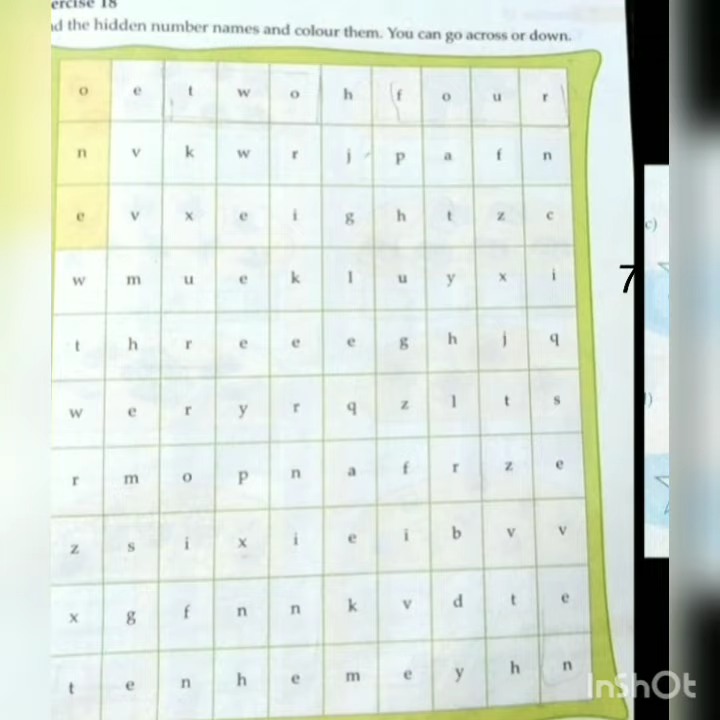 ercise 18
d the hidden number names and colour them. You can go across or down.
o e t w o h f o u r
n v k w r j p a f n
e v x e i g h t z c
w m u e k l u y x i
t h r e e e g h j q
w e r y r q z l t s
r m o p n a f r z e
z s i x i e i b v v
x g f n n k v d t e
t e n h e m e y h n
c)
7
)
InShOt